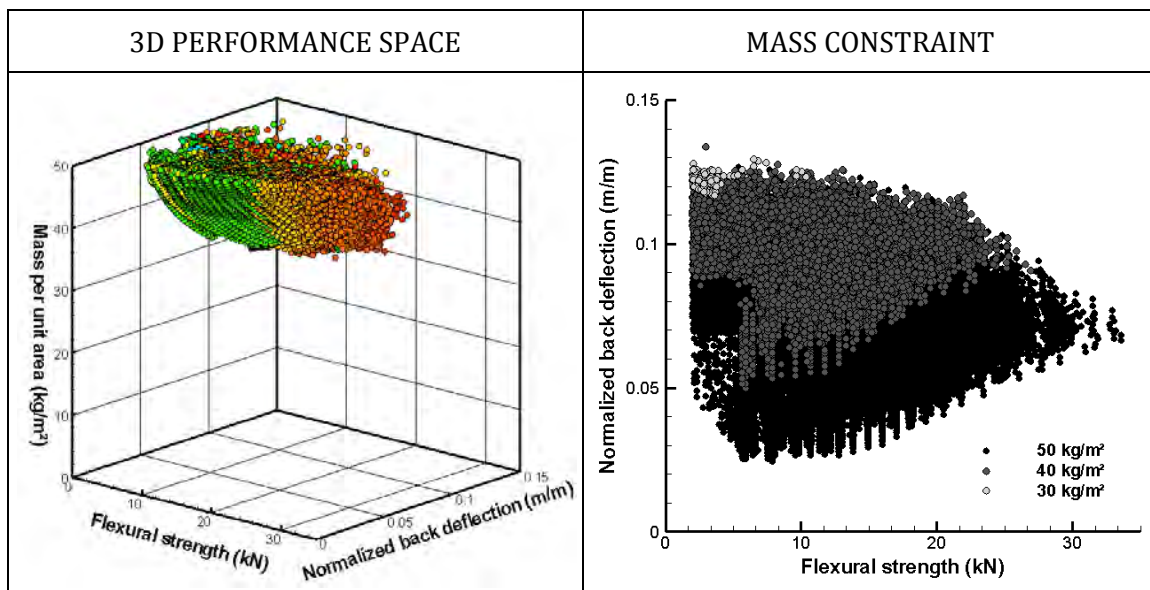 3D PERFORMANCE SPACE
MASS CONSTRAINT
50
40
30
20
10
0
Mass per unit area (kg/m²)
0
10
20
30
Flexural strength (kN)
0
0.05
0.1
0.15
Normalized back deflection (m/m)
0.15
0.1
0.05
0
Normalized back deflection (m/m)
50 kg/m²
40 kg/m²
30 kg/m²
10
20
30
Flexural strength (kN)